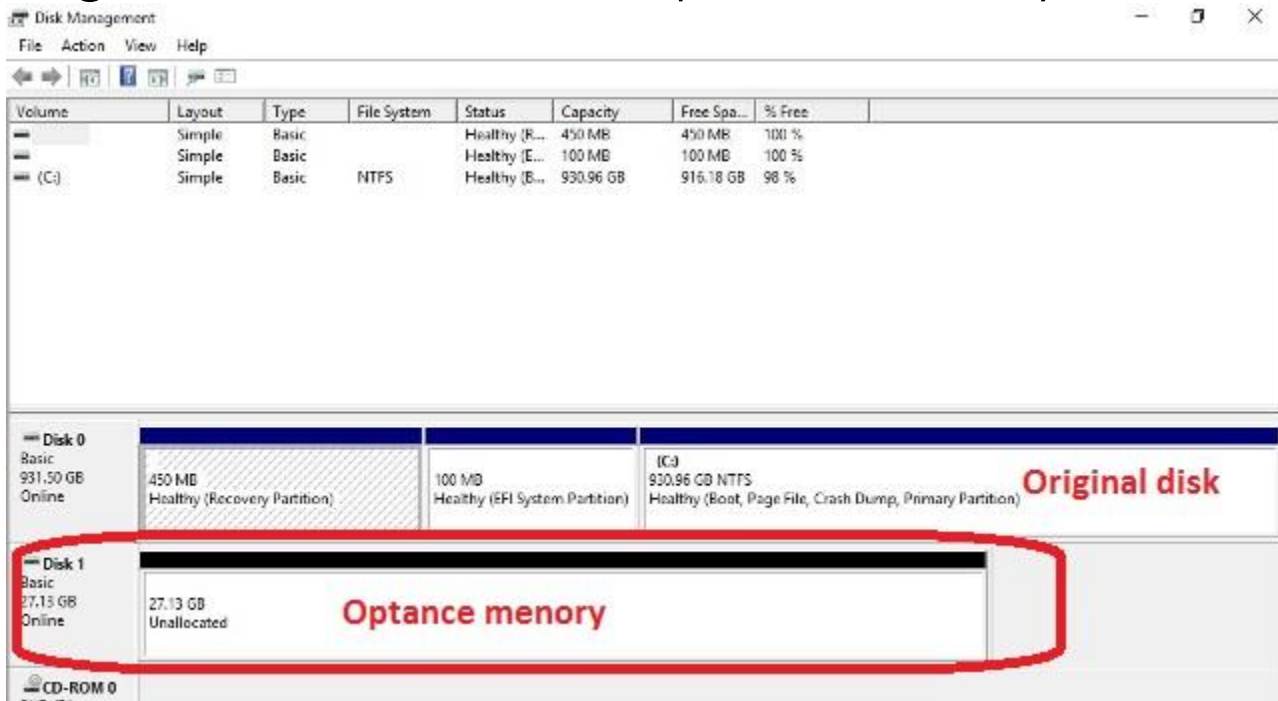 Disk Management
File Action View Help
Volume Layout Type File System Status Capacity Free Spa... % Free
Simple Basic Healthy (R... 450 MB 450 MB 100 %
Simple Basic Healthy (E... 100 MB 100 MB 100 %
(C:) Simple Basic NTFS Healthy (B... 930.96 GB 916.18 GB 98 %
Disk 0
Basic
931.50 GB
Online
450 MB
Healthy (Recovery Partition)
100 MB
Healthy (EFI System Partition)
(C:)
930.96 GB NTFS
Healthy (Boot, Page File, Crash Dump, Primary Partition)
Original disk
Disk 1
Basic
27.13 GB
Online
27.13 GB
Unallocated
Optance menory
CD-ROM 0